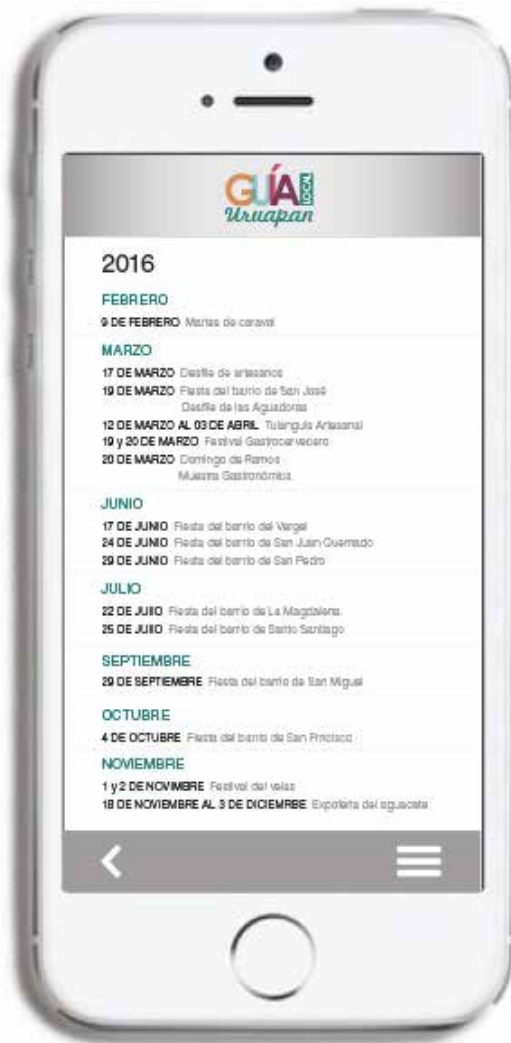 GUÍA LOCAL
Uruapan
2016
FEBRERO
9 DE FEBRERO Martes de caraval
MARZO
17 DE MARZO Desfile de artesanos
19 DE MARZO Fiesta del barrio de San José
Desfile de las Aguadoras
12 DE MARZO AL 03 DE ABRIL Tuianguis Artesanal
19 y 20 DE MARZO Festival Gastrocervecero
20 DE MARZO Domingo de Ramos
Muestra Gastronómica
JUNIO
17 DE JUNIO Fiesta del barrio del Vergel
24 DE JUNIO Fiesta del barrio de San Juan Quemado
29 DE JUNIO Fiesta del barrio de San Pedro
JULIO
22 DE JUIIO Fiesta del barrio de La Magdalena
25 DE JUIIO Fiesta del barrio de Santo Santiago
SEPTIEMBRE
29 DE SEPTIEMBRE Fiesta del barrio de San Miguel
OCTUBRE
4 DE OCTUBRE Fiesta del barrio de San
NOVIEMBRE
1 y 2 DE NOVIMBRE Festival del velas
18 DE NOVIEMBRE AL 3 DE DICIEMRBE Expoferia del aguacate